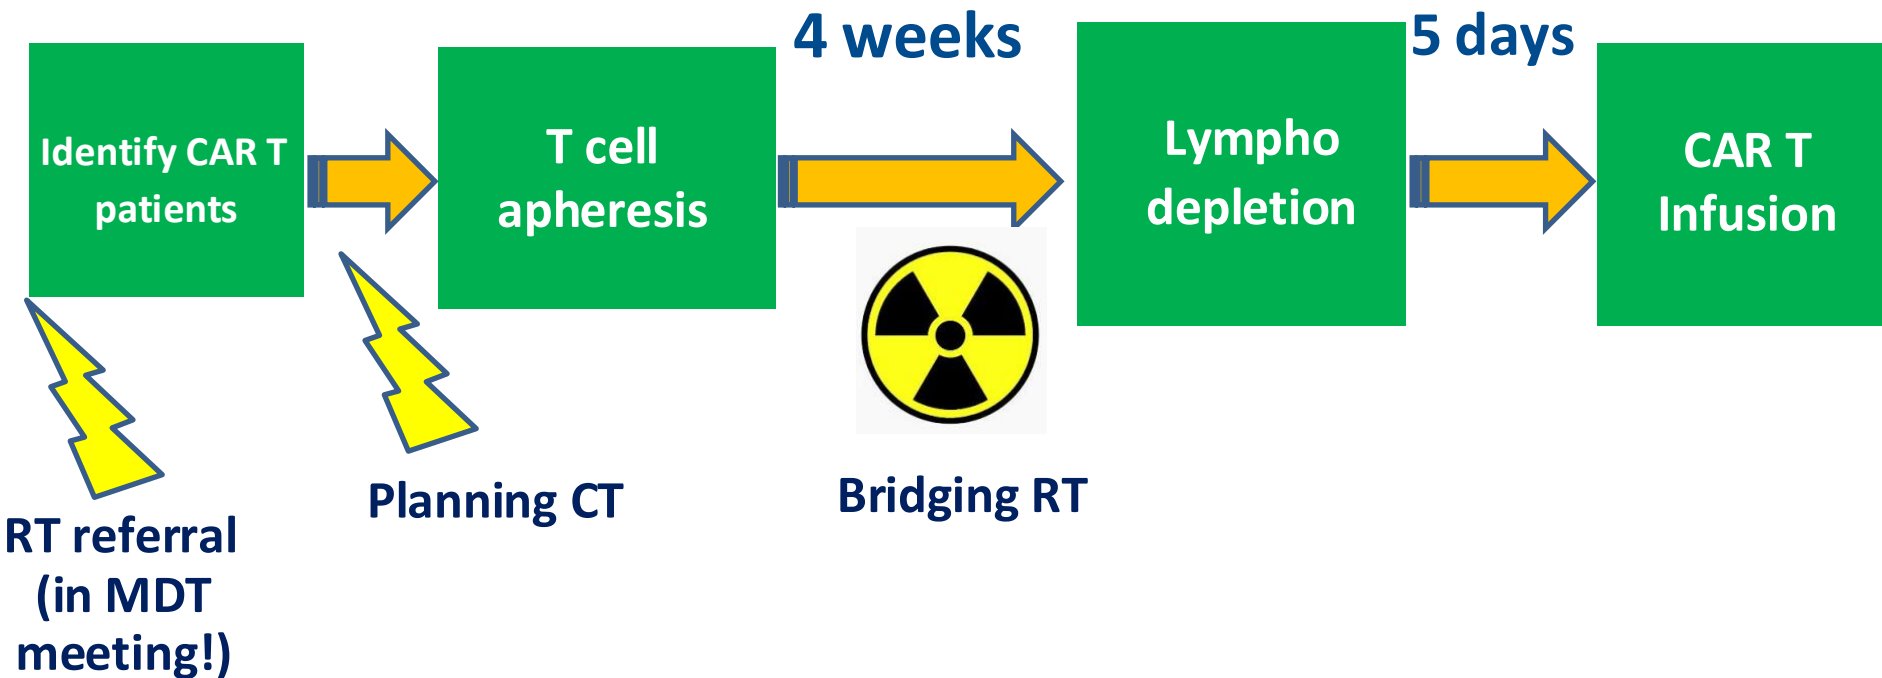 Identify CAR T
patients
T cell
apheresis
4 weeks
Lympho
depletion
5 days
CAR T
Infusion
RT referral
(in MDT
meeting!)
Planning CT
Bridging RT